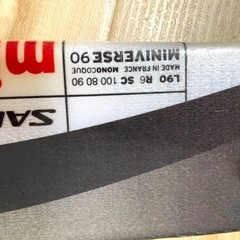 L90 R6 SC 100 80 90
MADE IN FRANCE MONOCOQUE
MINIVERSE 90